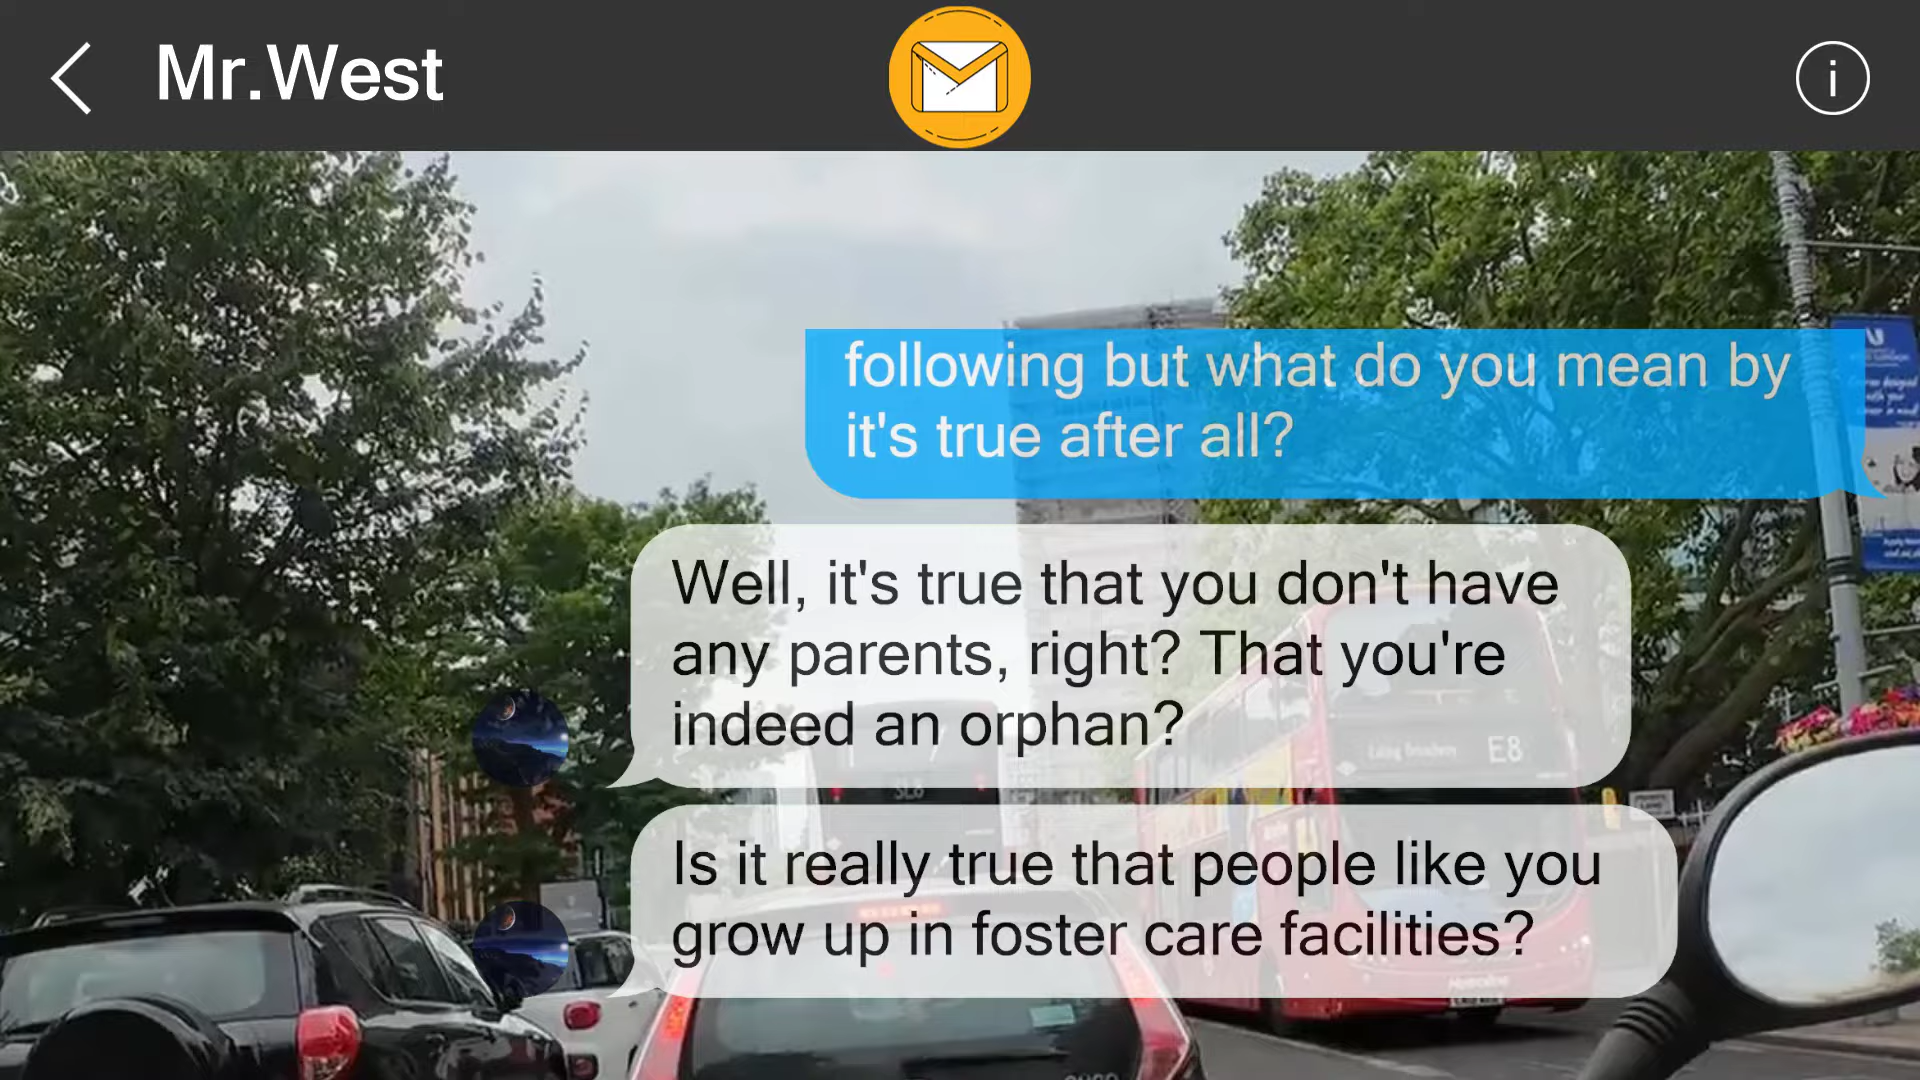 Mr.West
following but what do you mean by
it's true after all?
Well, it's true that you don't have
any parents, right? That you're
indeed an orphan?
E8
SL8
Is it really true that people like you
grow up in foster care facilities?